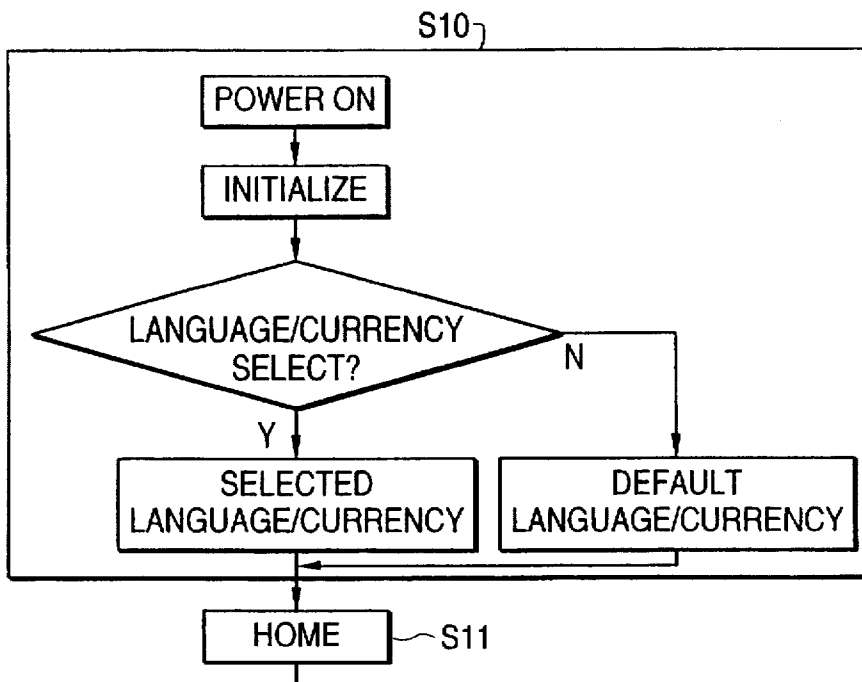 S10
POWER ON
INITIALIZE
LANGUAGE/CURRENCY
SELECT?
N
Y
SELECTED
LANGUAGE/CURRENCY
DEFAULT
LANGUAGE/CURRENCY
HOME
S11